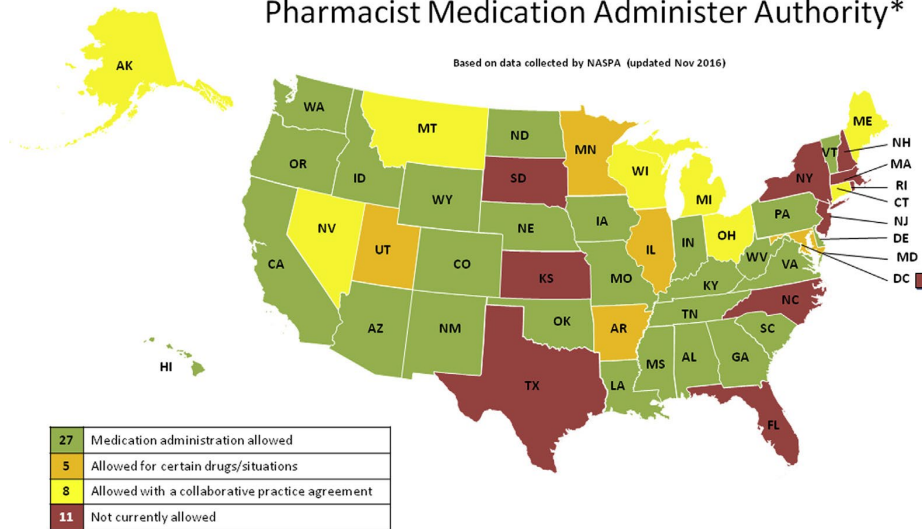 Pharmacist Medication Administer Authority*
Based on data collected by NASPA (updated Nov 2016)
AK
WA
MT
ND
MN
ME
VT
NH
OR
ID
SD
WI
MI
NY
MA
RI
WY
CT
NV
NE
IA
PA
NJ
UT
IL
IN
OH
DE
CA
CO
WV
VA
MD
KS
MO
KY
DC
NC
AZ
NM
OK
AR
TN
SC
MS
AL
GA
HI
TX
LA
FL
27 Medication administration allowed
5 Allowed for certain drugs/situations
8 Allowed with a collaborative practice agreement
11 Not currently allowed